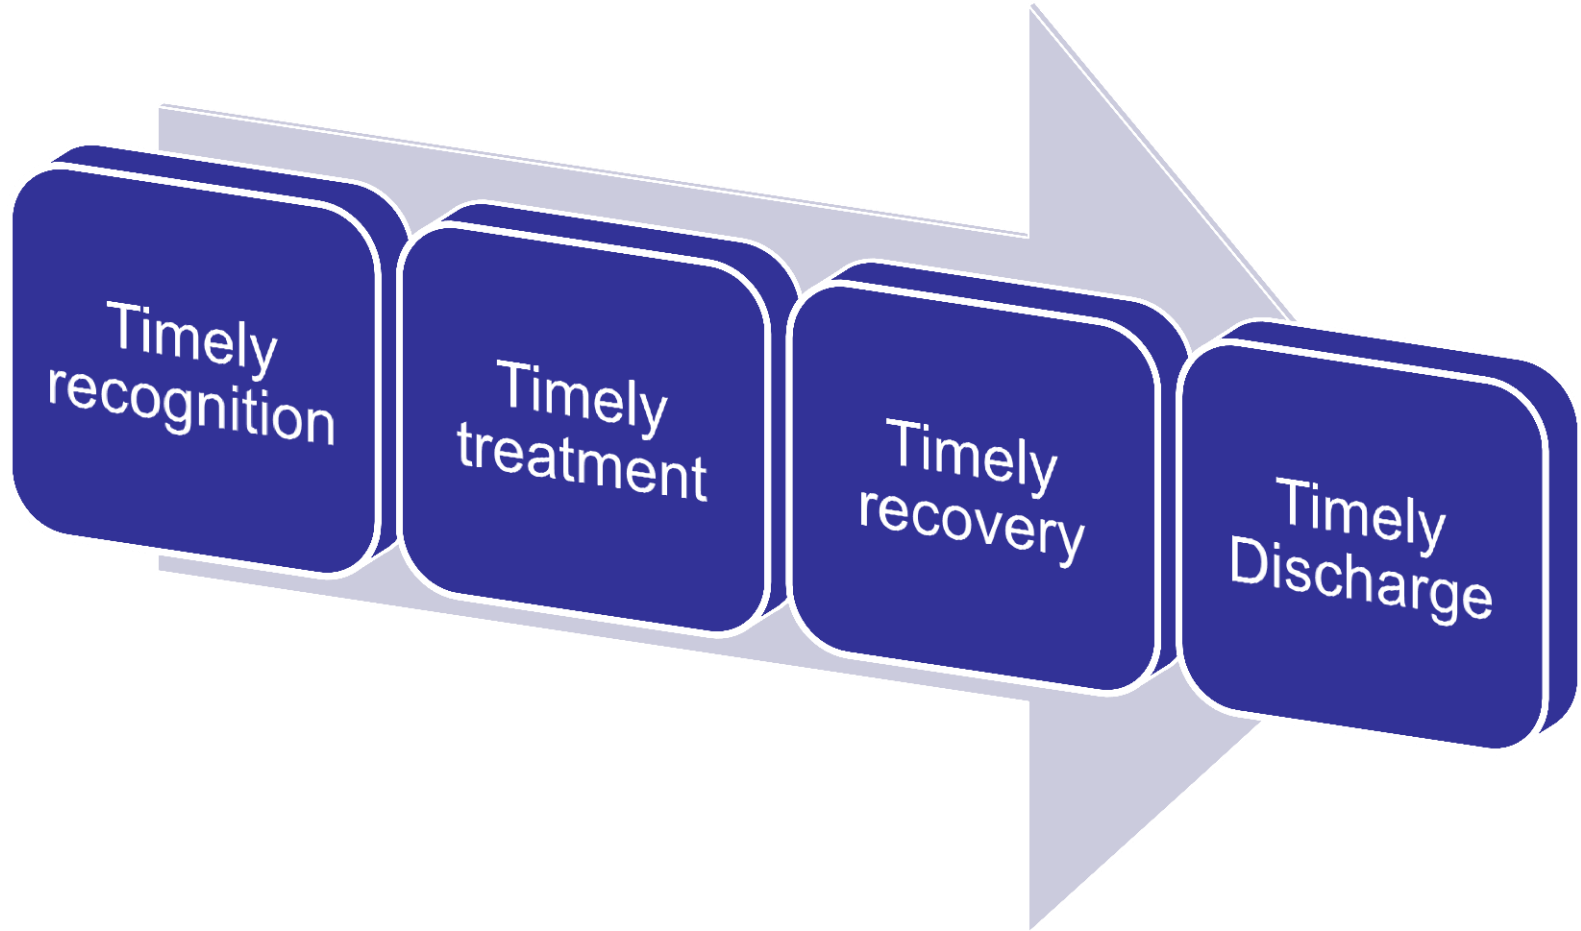 Timely
recognition
Timely
treatment
Timely
recovery
Timely
Discharge